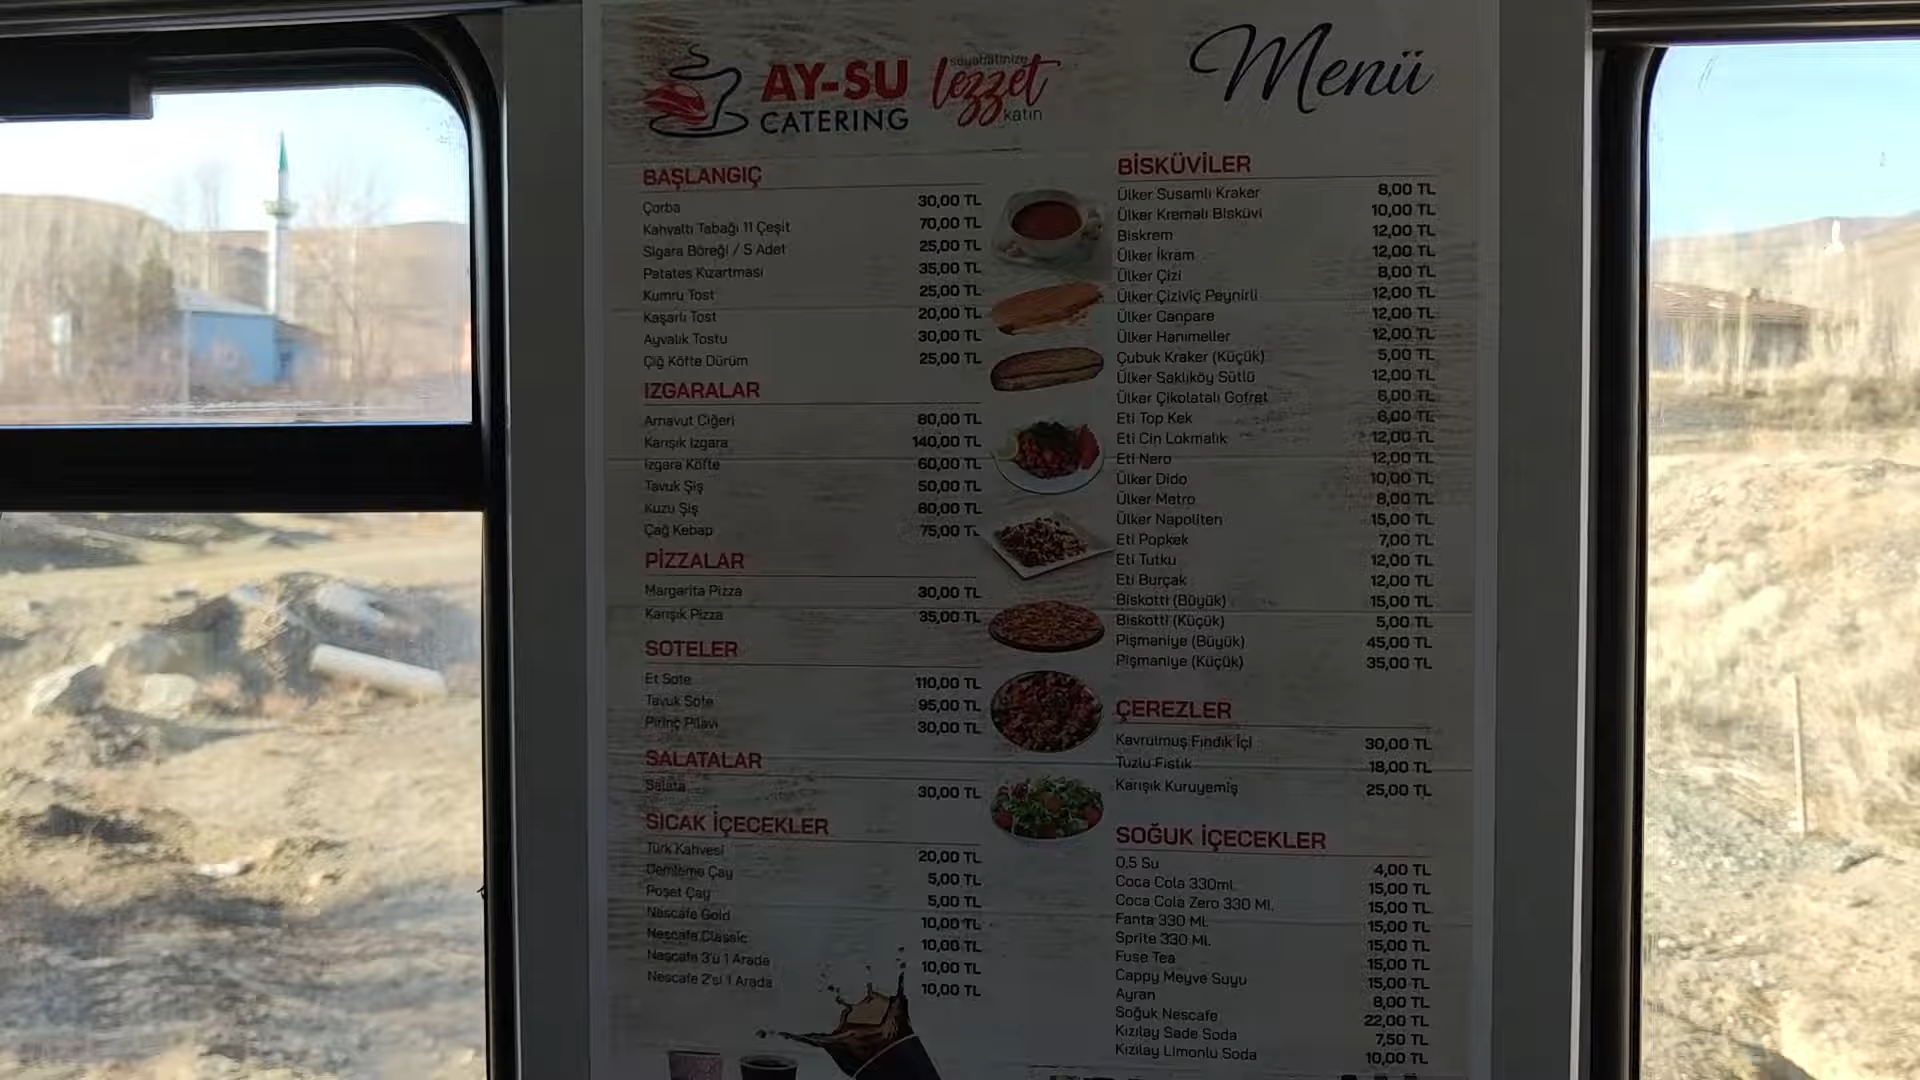 AY-SU
CATERING
seyahatinize
lezzet
katın
Menü
BAŞLANGIÇ
Çorba 30,00 TL
Kahvaltı Tabağı 11 Çeşit 70,00 TL
Sigara Böreği / 5 Adet 25,00 TL
Patates Kızartması 35,00 TL
Kumru Tost 25,00 TL
Kaşarlı Tost 20,00 TL
Ayvalık Tostu 30,00 TL
Çiğ Köfte Dürüm 25,00 TL
IZGARALAR
Arnavut Ciğeri 80,00 TL
Karışık Izgara 140,00 TL
Izgara Köfte 60,00 TL
Tavuk Şiş 50,00 TL
Kuzu Şiş 80,00 TL
Çağ Kebap 75,00 TL
PİZZALAR
Margarita Pizza 30,00 TL
Karışık Pizza 35,00 TL
SOTELER
Et Sote 110,00 TL
Tavuk Sote 95,00 TL
Pirinç Pilavı 30,00 TL
SALATALAR
Salata 30,00 TL
SICAK İÇECEKLER
Türk Kahvesi 20,00 TL
Demleme Çay 5,00 TL
Poşet Çay 5,00 TL
Nescafe Gold 10,00 TL
Nescafe Classic 10,00 TL
Nescafe 3'ü 1 Arada 10,00 TL
Nescafe 2'si 1 Arada 10,00 TL
BİSKÜVİLER
Ülker Susamlı Kraker 8,00 TL
Ülker Kremalı Bisküvi 10,00 TL
Biskrem 12,00 TL
Ülker İkram 12,00 TL
Ülker Çizi 8,00 TL
Ülker Çiziviç Peynirli 12,00 TL
Ülker Canpare 12,00 TL
Ülker Hanımeller 12,00 TL
Çubuk Kraker (Küçük) 5,00 TL
Ülker Saklıköy Sütlü 12,00 TL
Ülker Çikolatalı Gofret 6,00 TL
Eti Top Kek 6,00 TL
Eti Cin Lokmalık 12,00 TL
Eti Nero 12,00 TL
Ülker Dido 10,00 TL
Ülker Metro 8,00 TL
Ülker Napoliten 15,00 TL
Eti Popkek 7,00 TL
Eti Tutku 12,00 TL
Eti Burçak 12,00 TL
Biskotti (Büyük) 15,00 TL
Biskotti (Küçük) 5,00 TL
Pişmaniye (Büyük) 45,00 TL
Pişmaniye (Küçük) 35,00 TL
ÇEREZLER
Kavrulmuş Fındık İçi 30,00 TL
Tuzlu Fıstık 18,00 TL
Karışık Kuruyemiş 25,00 TL
SOĞUK İÇECEKLER
0,5 Su 4,00 TL
Coca Cola 330ml. 15,00 TL
Coca Cola Zero 330 Ml. 15,00 TL
Fanta 330 Ml. 15,00 TL
Sprite 330 Ml. 15,00 TL
Fuse Tea 15,00 TL
Cappy Meyve Suyu 15,00 TL
Ayran 8,00 TL
Soğuk Nescafe 22,00 TL
Kızılay Sade Soda 7,50 TL
Kızılay Limonlu Soda 10,00 TL